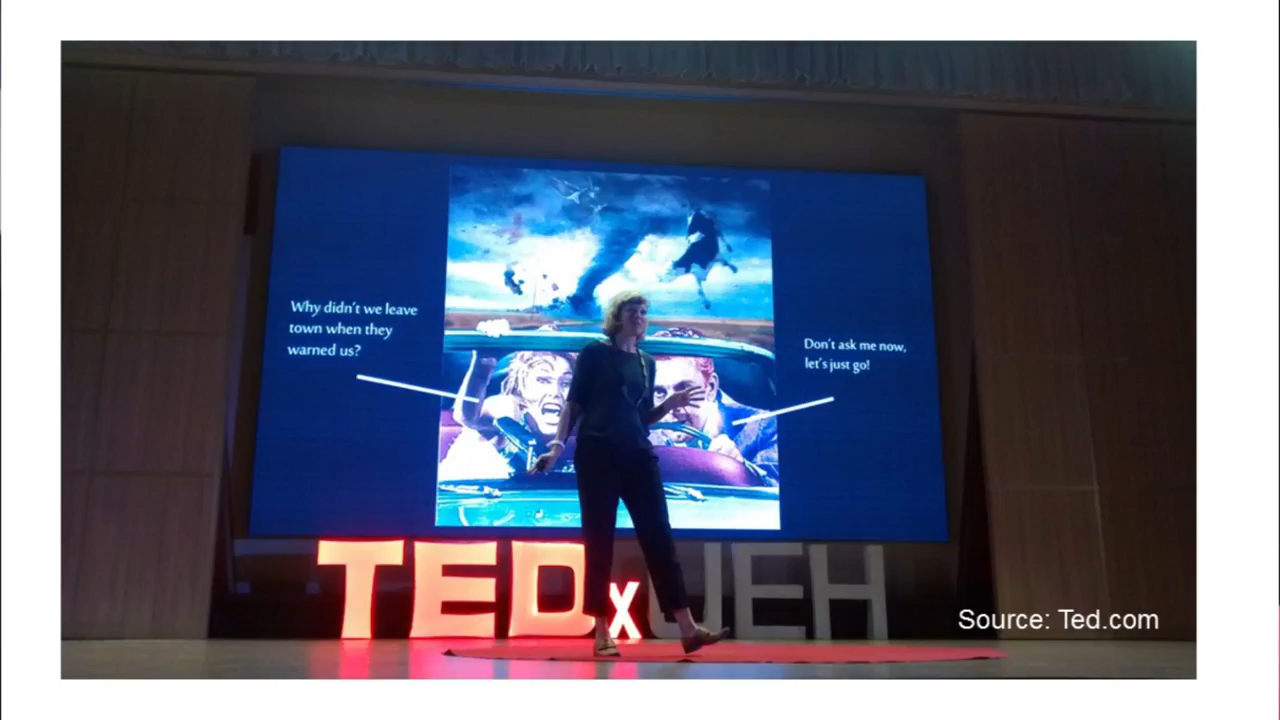 Why didn't we leave
town when they
warned us?
Don't ask me now,
let's just go!
TEDxUEH
Source: Ted.com